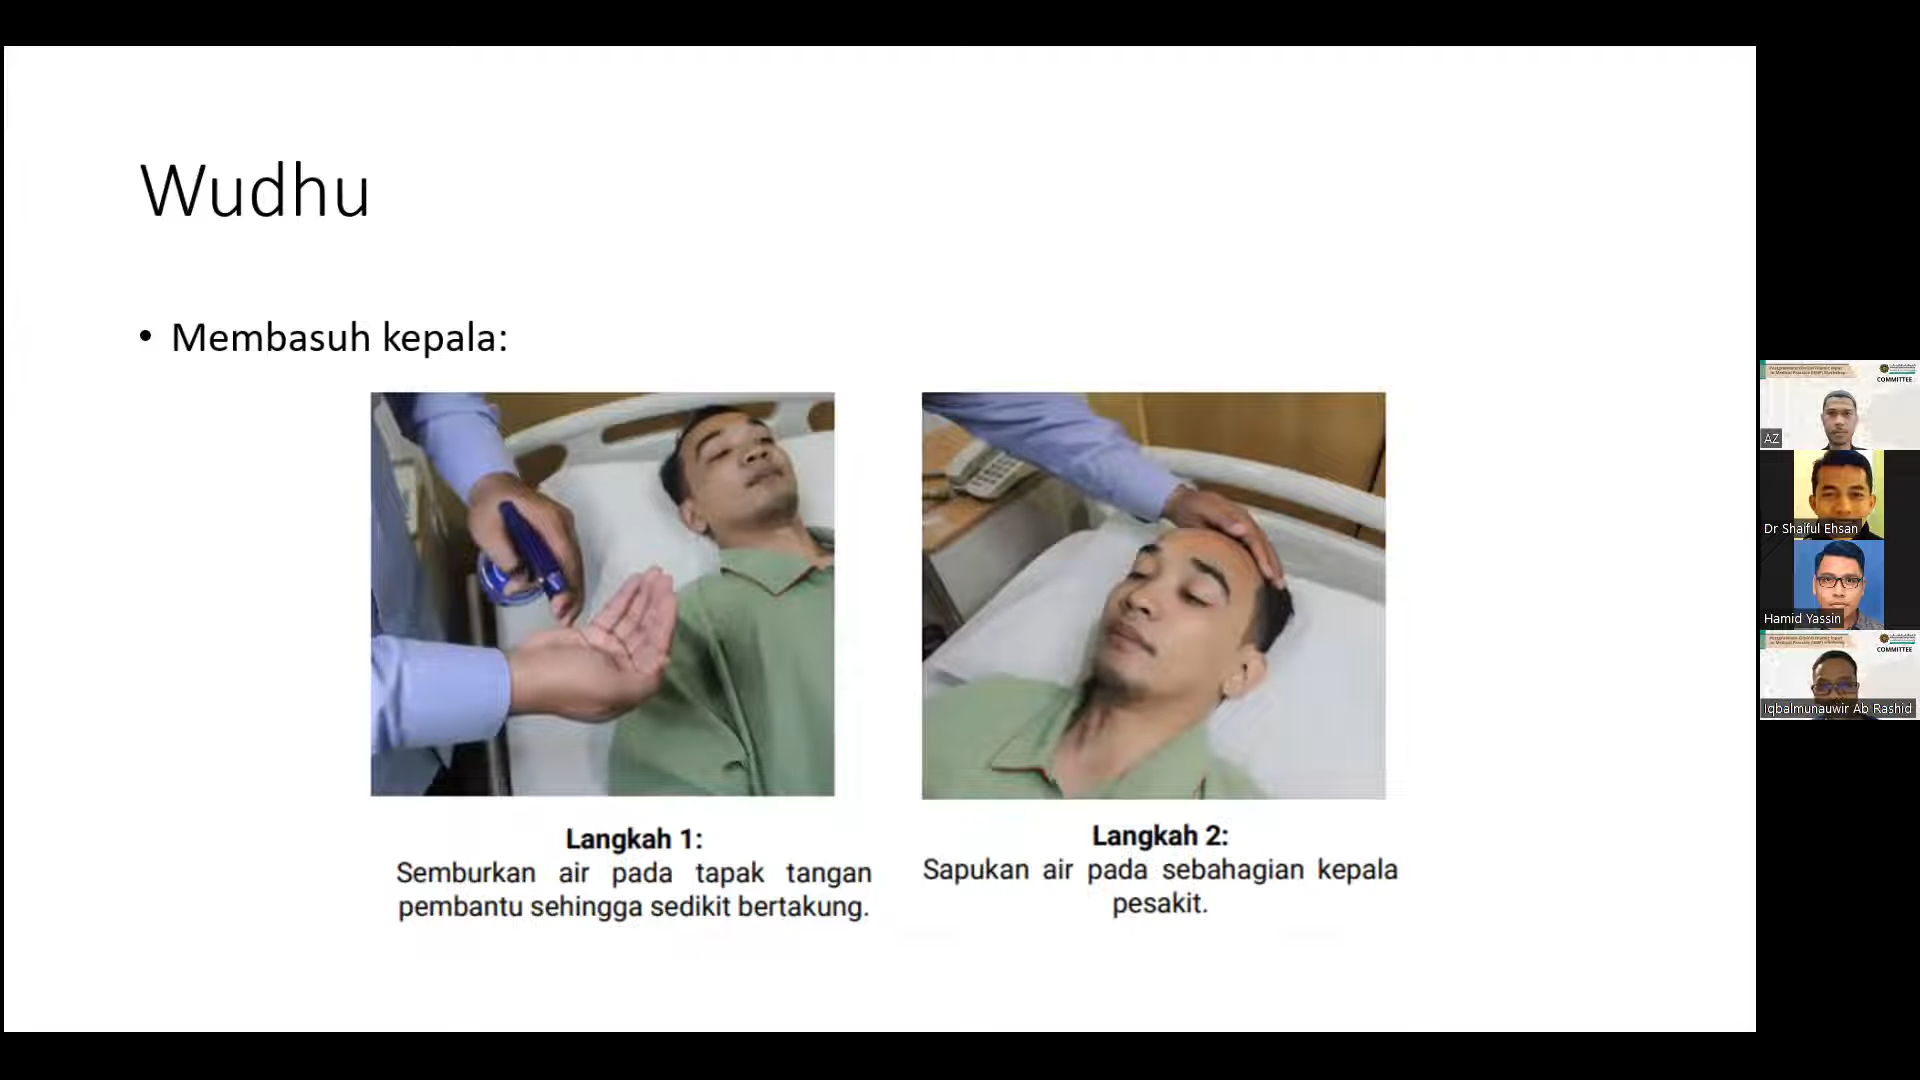 Wudhu
• Membasuh kepala:
Langkah 1:
Semburkan air pada tapak tangan
pembantu sehingga sedikit bertakung.
Langkah 2:
Sapukan air pada sebahagian kepala
pesakit.
COMMITTEE
AZ
Dr Shaiful Ehsan
Hamid Yassin
COMMITTEE
Iqbalmunauwir Ab Rashid